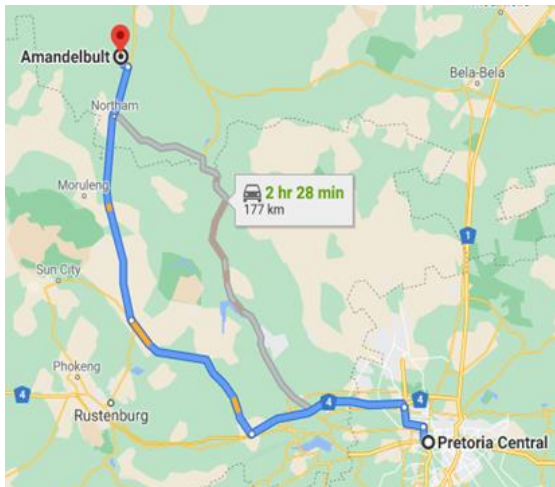 Amandelbult
Bela-Bela
Northam
2 hr 28 min
177 km
Moruleng
1
Sun City
Phokeng
4
4
4
Rustenburg
Pretoria Central